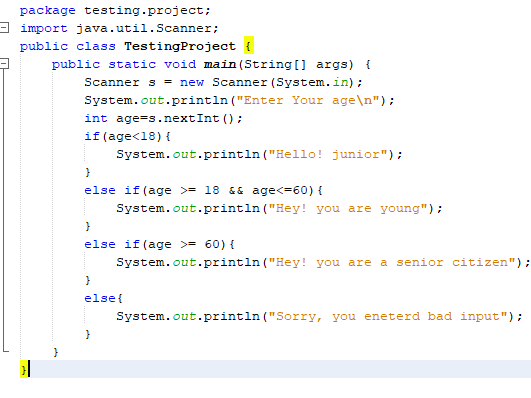 package testing.project;
import java.util.Scanner;
public class TestingProject {
public static void main(String[] args) {
Scanner s = new Scanner(System.in);
System.out.println("Enter Your age\n");
int age=s.nextInt();
if(age<18){
System.out.println("Hello! junior");
}
else if(age >= 18 && age<=60){
System.out.println("Hey! you are young");
}
else if(age >= 60){
System.out.println("Hey! you are a senior citizen");
}
else{
System.out.println("Sorry, you eneterd bad input");
}
}
}